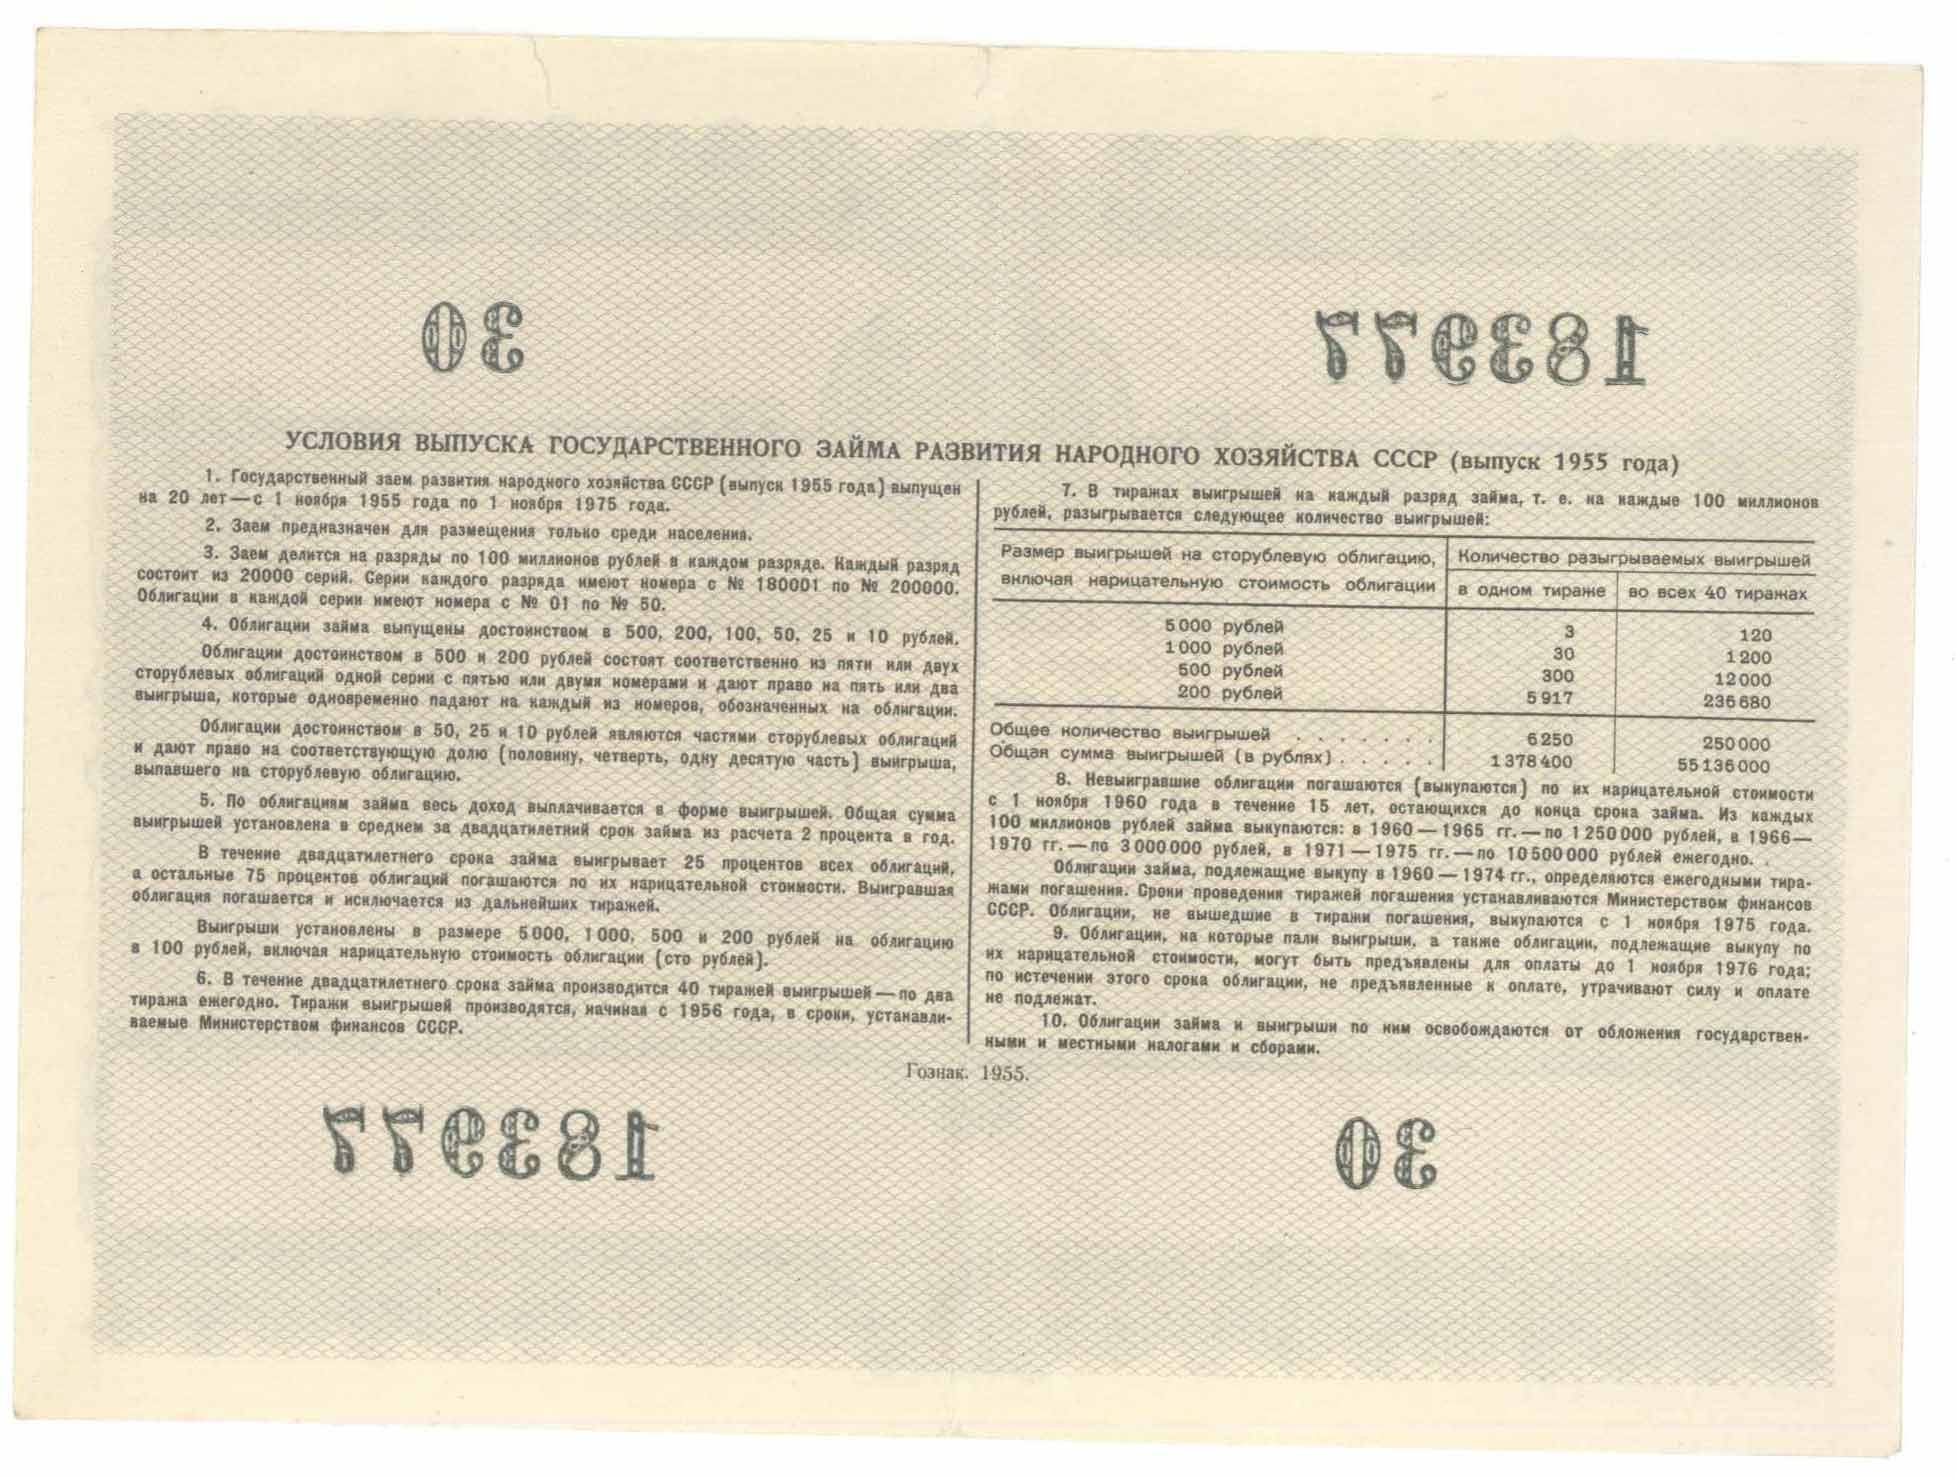 30 183977
УСЛОВИЯ ВЫПУСКА ГОСУДАРСТВЕННОГО ЗАЙМА РАЗВИТИЯ НАРОДНОГО ХОЗЯЙСТВА СССР (выпуск 1955 года)
1. Государственный заем развития народного хозяйства СССР (выпуск 1955 года) выпущен
на 20 лет — с 1 ноября 1955 года по 1 ноября 1975 года.
2. Заем предназначен для размещения только среди населения.
3. Заем делится на разряды по 100 миллионов рублей в каждом разряде. Каждый разряд
состоит из 20000 серий. Серии каждого разряда имеют номера с № 180001 по № 200000.
Облигации в каждой серии имеют номера с № 01 по № 50.
4. Облигации займа выпущены достоинством в 500, 200, 100, 50, 25 и 10 рублей.
Облигации достоинством в 500 и 200 рублей состоят соответственно из пяти или двух
сторублевых облигаций одной серии с пятью или двумя номерами и дают право на пять или два
выигрыша, которые одновременно падают на каждый из номеров, обозначенных на облигации.
Облигации достоинством в 50, 25 и 10 рублей являются частями сторублевых облигаций
и дают право на соответствующую долю (половину, четверть, одну десятую часть) выигрыша,
выпавшего на сторублевую облигацию.
5. По облигациям займа весь доход выплачивается в форме выигрышей. Общая сумма
выигрышей установлена в среднем за двадцатилетний срок займа из расчета 2 процента в год.
В течение двадцатилетнего срока займа выигрывает 25 процентов всех облигаций,
а остальные 75 процентов облигаций погашаются по их нарицательной стоимости. Выигравшая
облигация погашается и исключается из дальнейших тиражей.
Выигрыши установлены в размере 5000, 1000, 500 и 200 рублей на облигацию
в 100 рублей, включая нарицательную стоимость облигации (сто рублей).
6. В течение двадцатилетнего срока займа производится 40 тиражей выигрышей — по два
тиража ежегодно. Тиражи выигрышей производятся, начиная с 1956 года, в сроки, устанавли-
ваемые Министерством финансов СССР.
7. В тиражах выигрышей на каждый разряд займа, т. е. на каждые 100 миллионов
рублей, разыгрывается следующее количество выигрышей:
Размер выигрышей на сторублевую облигацию, Количество разыгрываемых выигрышей
включая нарицательную стоимость облигации в одном тираже во всех 40 тиражах
5000 рублей 3 120
1000 рублей 30 1200
500 рублей 300 12000
200 рублей 5917 236680
Общее количество выигрышей . . . . . . . 6250 250000
Общая сумма выигрышей (в рублях) . . . . . 1378400 55136000
8. Невыигравшие облигации погашаются (выкупаются) по их нарицательной стоимости
с 1 ноября 1960 года в течение 15 лет, остающихся до конца срока займа. Из каждых
100 миллионов рублей займа выкупаются: в 1960 — 1965 гг. — по 1250000 рублей, в 1966 —
1970 гг. — по 3000000 рублей, в 1971 — 1975 гг. — по 10500000 рублей ежегодно.
Облигации займа, подлежащие выкупу в 1960 — 1974 гг., определяются ежегодными тира-
жами погашения. Сроки проведения тиражей погашения устанавливаются Министерством финансов
СССР. Облигации, не вышедшие в тиражи погашения, выкупаются с 1 ноября 1975 года.
9. Облигации, на которые пали выигрыши, а также облигации, подлежащие выкупу по
их нарицательной стоимости, могут быть предъявлены для оплаты до 1 ноября 1976 года;
по истечении этого срока облигации, не предъявленные к оплате, утрачивают силу и оплате
не подлежат.
10. Облигации займа и выигрыши по ним освобождаются от обложения государствен-
ными и местными налогами и сборами.
Гознак. 1955.
183977 30